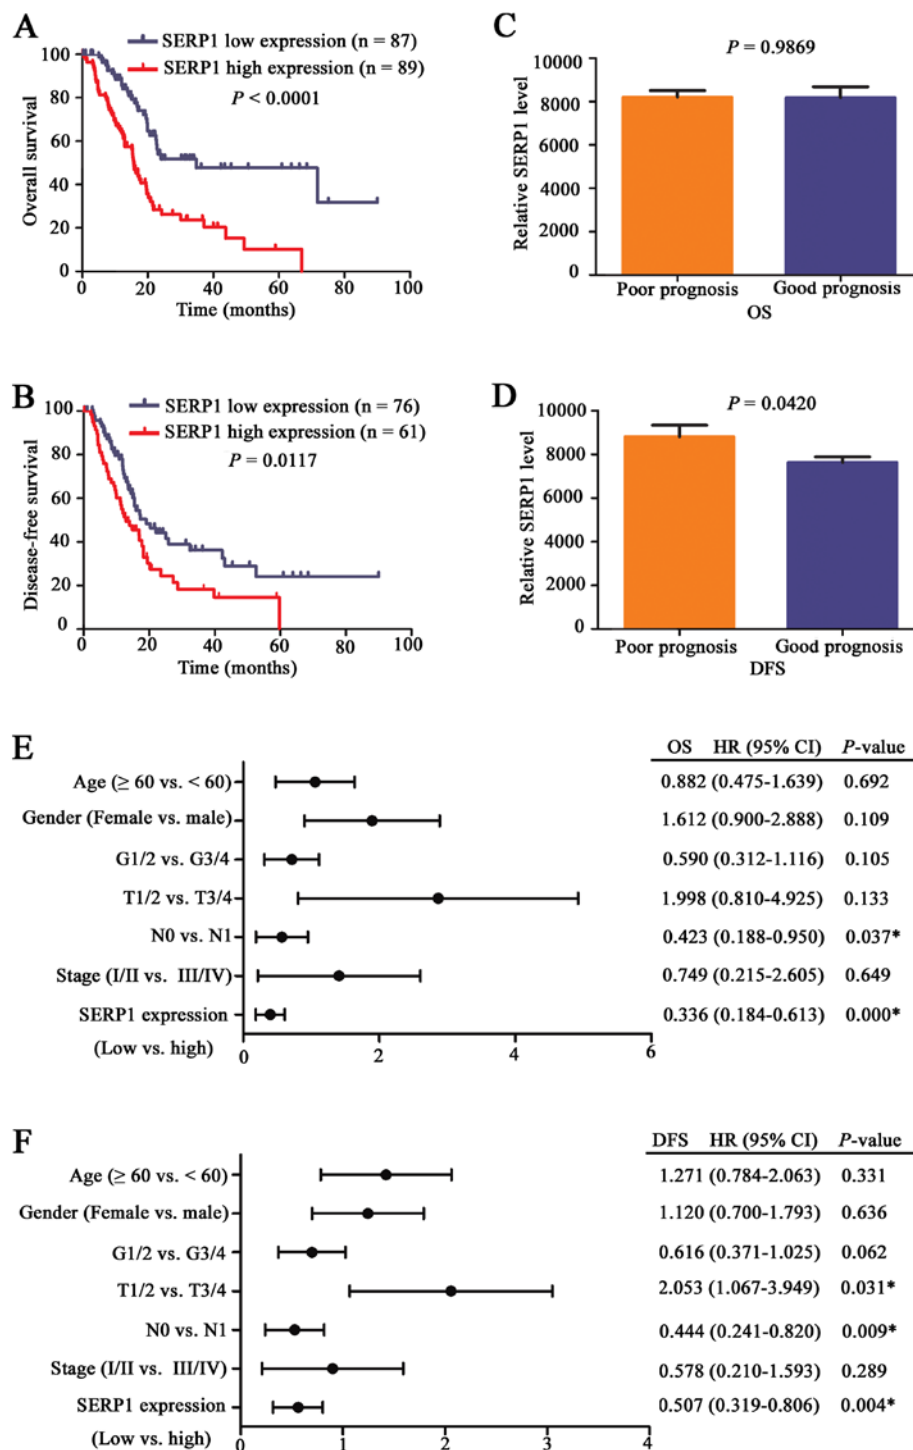 A
SERP1 low expression (n = 87)
SERP1 high expression (n = 89)
P < 0.0001
Overall survival
100
80
60
40
20
0
0 20 40 60 80 100
Time (months)
C
P = 0.9869
Relative SERP1 level
10000
8000
6000
4000
2000
0
Poor prognosis Good prognosis
OS
B
SERP1 low expression (n = 76)
SERP1 high expression (n = 61)
P = 0.0117
Disease-free survival
100
80
60
40
20
0
0 20 40 60 80 100
Time (months)
D
P = 0.0420
Relative SERP1 level
10000
8000
6000
4000
2000
0
Poor prognosis Good prognosis
DFS
E
OS HR (95% CI) P-value
Age (≥ 60 vs. < 60) 0.882 (0.475-1.639) 0.692
Gender (Female vs. male) 1.612 (0.900-2.888) 0.109
G1/2 vs. G3/4 0.590 (0.312-1.116) 0.105
T1/2 vs. T3/4 1.998 (0.810-4.925) 0.133
N0 vs. N1 0.423 (0.188-0.950) 0.037*
Stage (I/II vs. III/IV) 0.749 (0.215-2.605) 0.649
SERP1 expression 0.336 (0.184-0.613) 0.000*
(Low vs. high)
0 2 4 6
F
DFS HR (95% CI) P-value
Age (≥ 60 vs. < 60) 1.271 (0.784-2.063) 0.331
Gender (Female vs. male) 1.120 (0.700-1.793) 0.636
G1/2 vs. G3/4 0.616 (0.371-1.025) 0.062
T1/2 vs. T3/4 2.053 (1.067-3.949) 0.031*
N0 vs. N1 0.444 (0.241-0.820) 0.009*
Stage (I/II vs. III/IV) 0.578 (0.210-1.593) 0.289
SERP1 expression 0.507 (0.319-0.806) 0.004*
(Low vs. high)
0 1 2 3 4